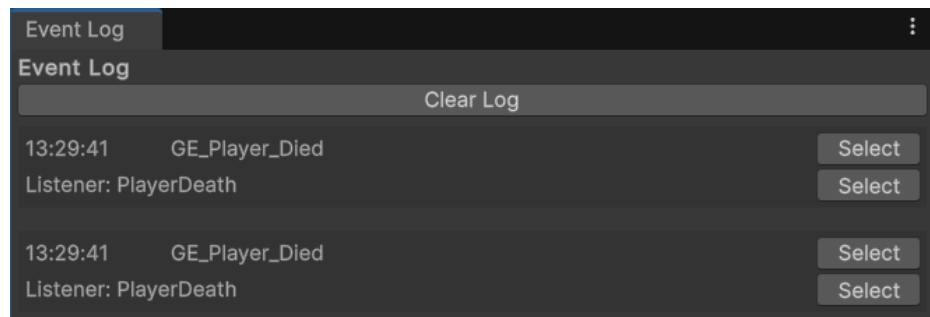 Event Log
Event Log
Clear Log
13:29:41 GE_Player_Died Select
Listener: PlayerDeath Select
13:29:41 GE_Player_Died Select
Listener: PlayerDeath Select